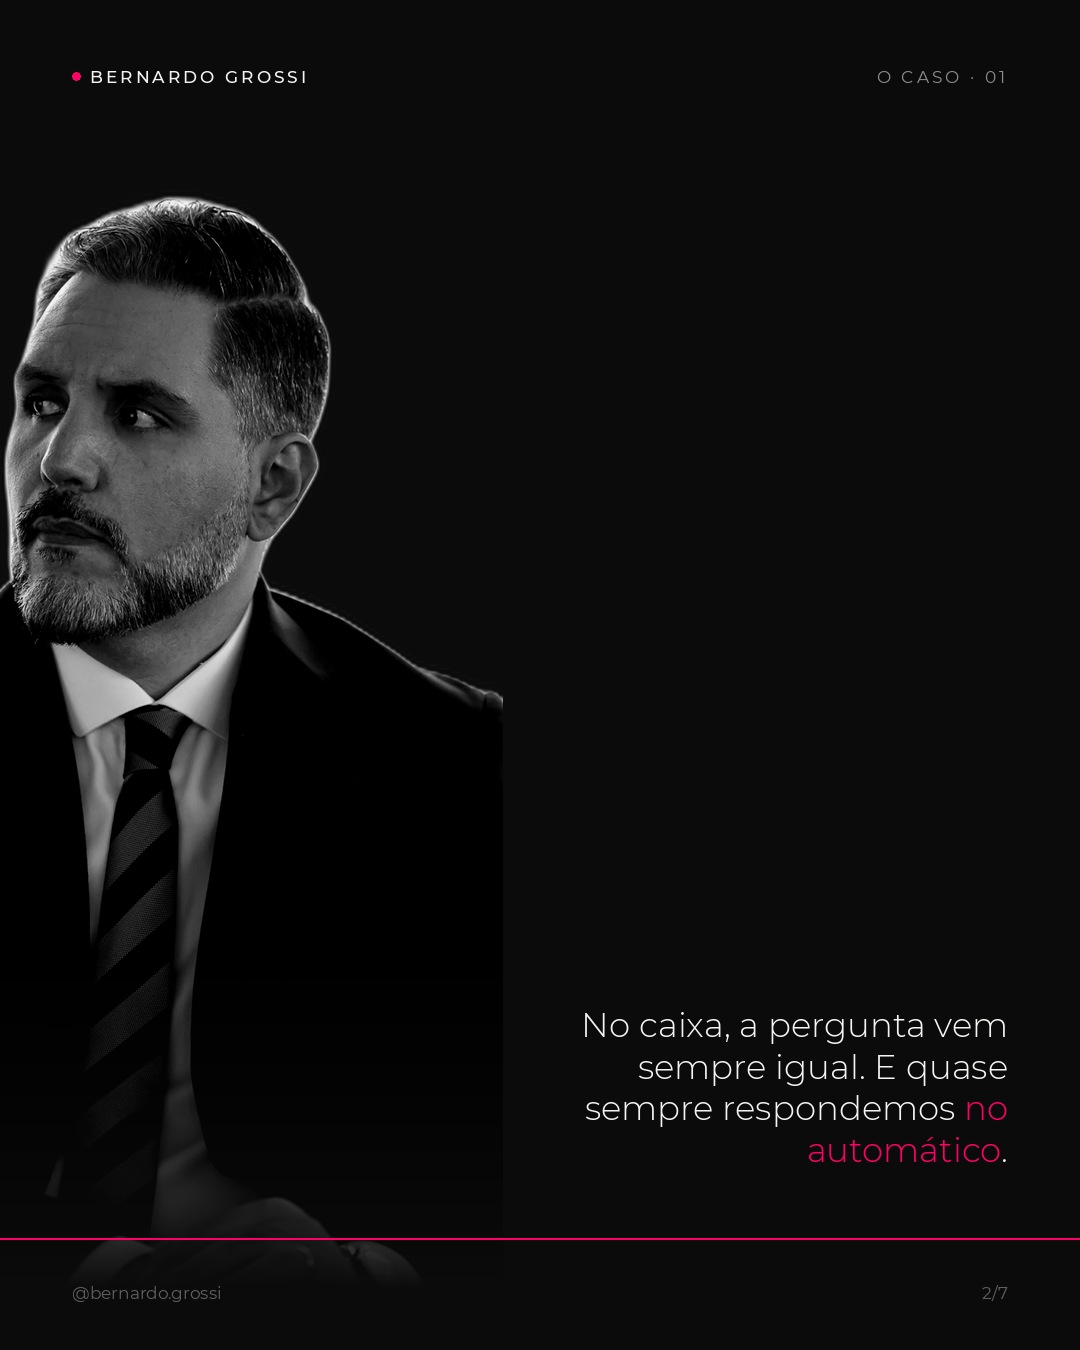 BERNARDO GROSSI
O CASO · 01
No caixa, a pergunta vem
sempre igual. E quase
sempre respondemos no
automático.
@bernardo.grossi
2/7